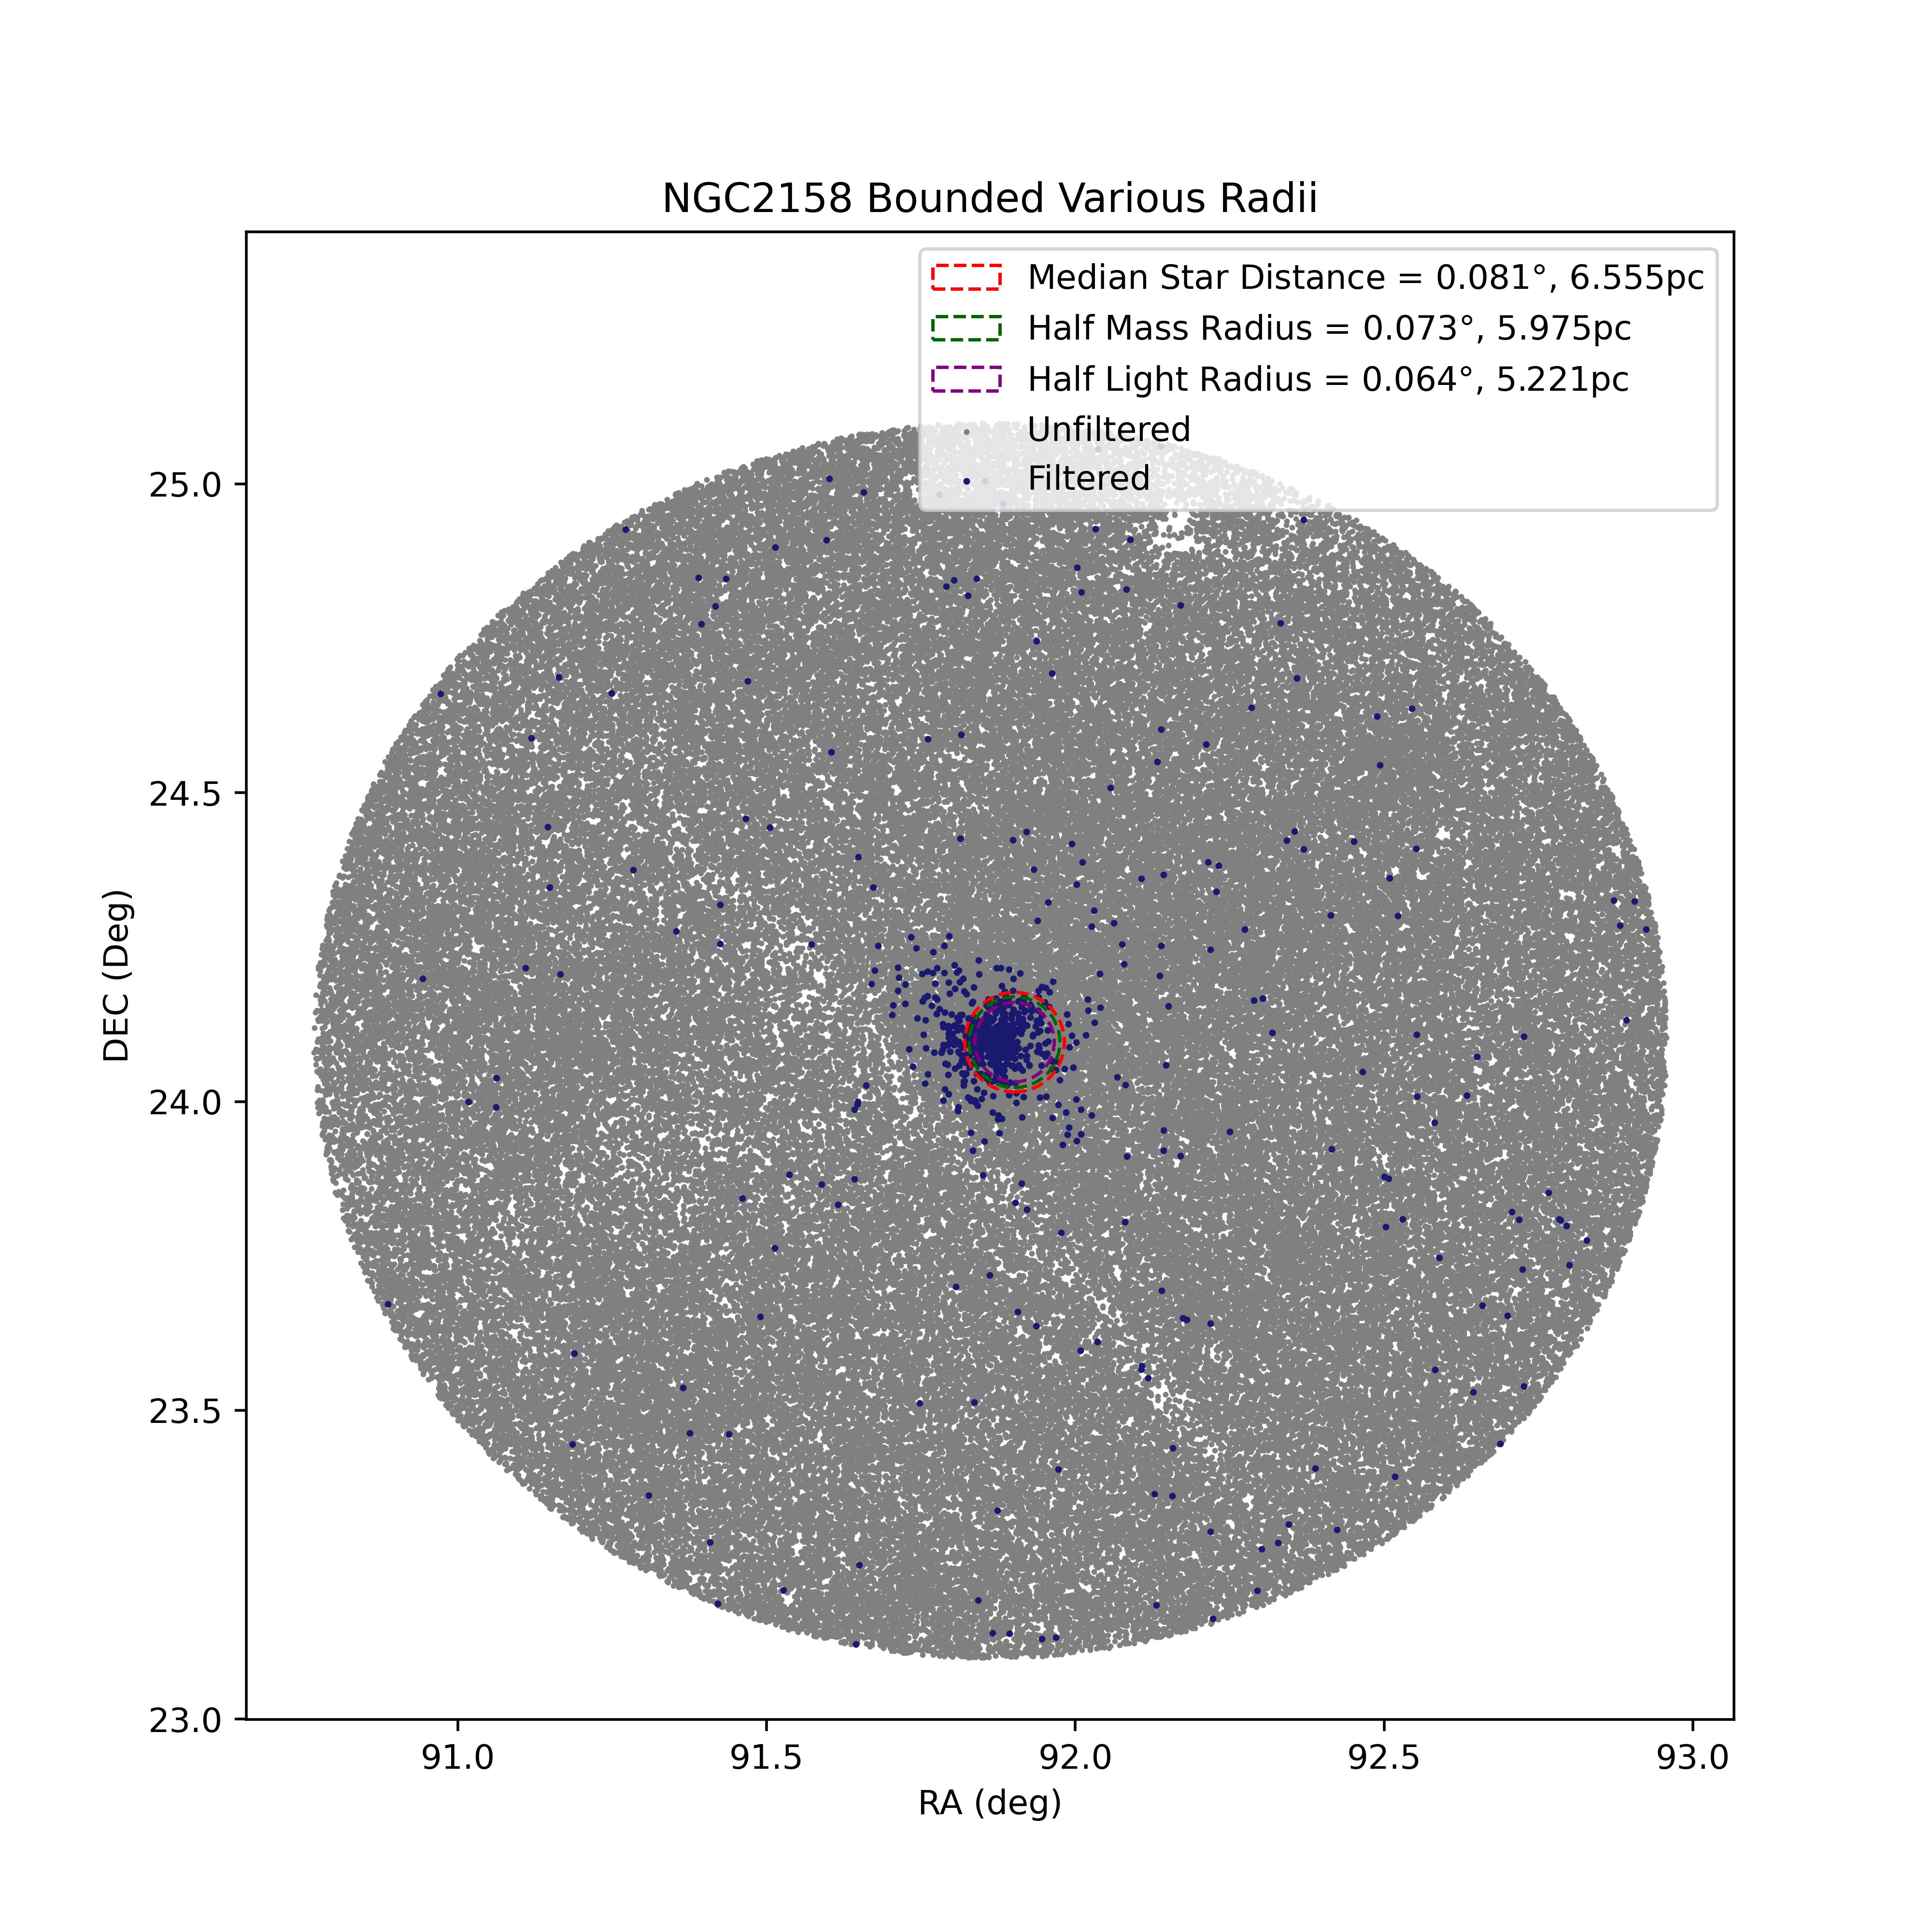 NGC2158 Bounded Various Radii
Median Star Distance = 0.081°, 6.555pc
Half Mass Radius = 0.073°, 5.975pc
Half Light Radius = 0.064°, 5.221pc
Unfiltered
Filtered
25.0
24.5
24.0
23.5
23.0
DEC (Deg)
91.0 91.5 92.0 92.5 93.0
RA (deg)